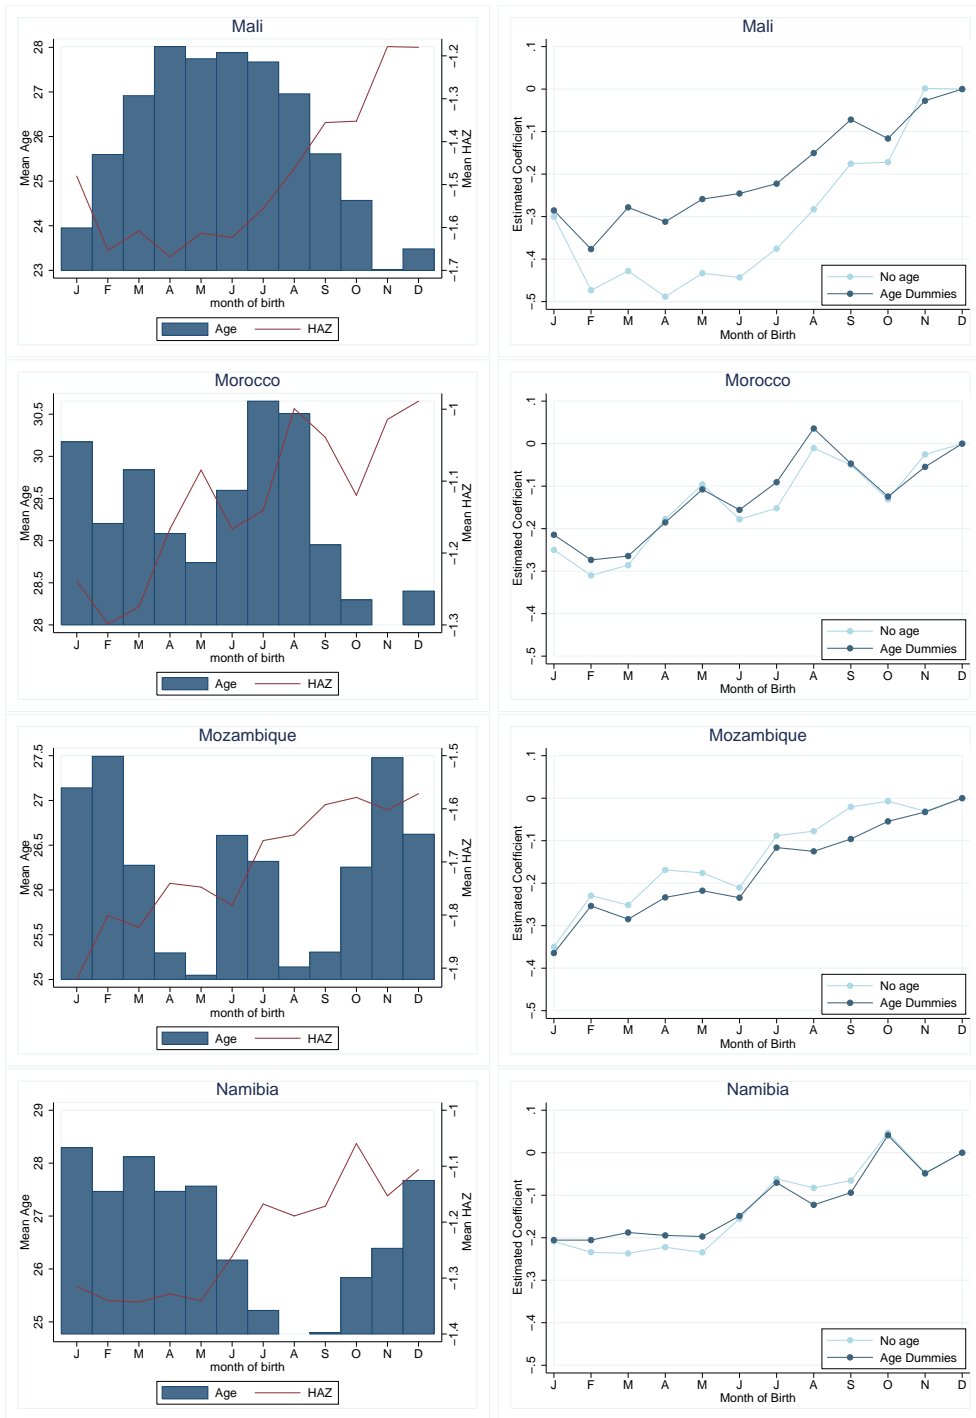 Mali
28
27
26
25
24
23
Mean Age
−1.2
−1.3
−1.4
−1.5
−1.6
−1.7
Mean HAZ
J F M A M J J A S O N D
month of birth
Age HAZ
Mali
.1
0
−.1
−.2
−.3
−.4
−.5
Estimated Coefficient
No age
Age Dummies
J F M A M J J A S O N D
Month of Birth
Morocco
30.5
30
29.5
29
28.5
28
Mean Age
−1
−1.1
−1.2
−1.3
Mean HAZ
J F M A M J J A S O N D
month of birth
Age HAZ
Morocco
.1
0
−.1
−.2
−.3
−.4
−.5
Estimated Coefficient
No age
Age Dummies
J F M A M J J A S O N D
Month of Birth
Mozambique
27.5
27
26.5
26
25.5
25
Mean Age
−1.5
−1.6
−1.7
−1.8
−1.9
Mean HAZ
J F M A M J J A S O N D
month of birth
Age HAZ
Mozambique
.1
0
−.1
−.2
−.3
−.4
−.5
Estimated Coefficient
No age
Age Dummies
J F M A M J J A S O N D
Month of Birth
Namibia
29
28
27
26
25
Mean Age
−1
−1.1
−1.2
−1.3
−1.4
Mean HAZ
J F M A M J J A S O N D
month of birth
Age HAZ
Namibia
.1
0
−.1
−.2
−.3
−.4
−.5
Estimated Coefficient
No age
Age Dummies
J F M A M J J A S O N D
Month of Birth